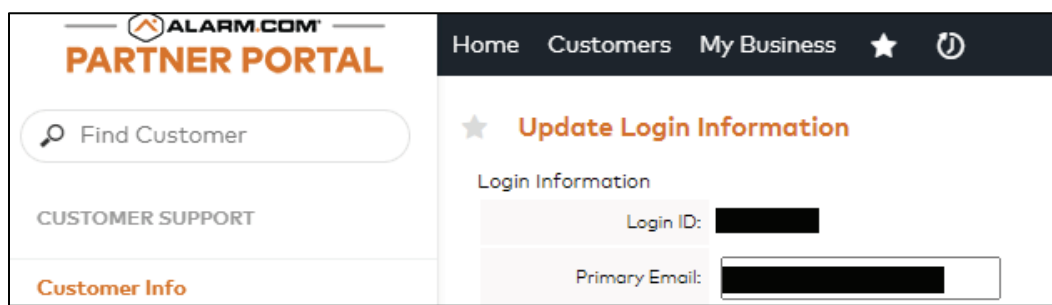 ALARM.COM
PARTNER PORTAL
Find Customer
CUSTOMER SUPPORT
Customer Info
Home Customers My Business
Update Login Information
Login Information
Login ID:
Primary Email: